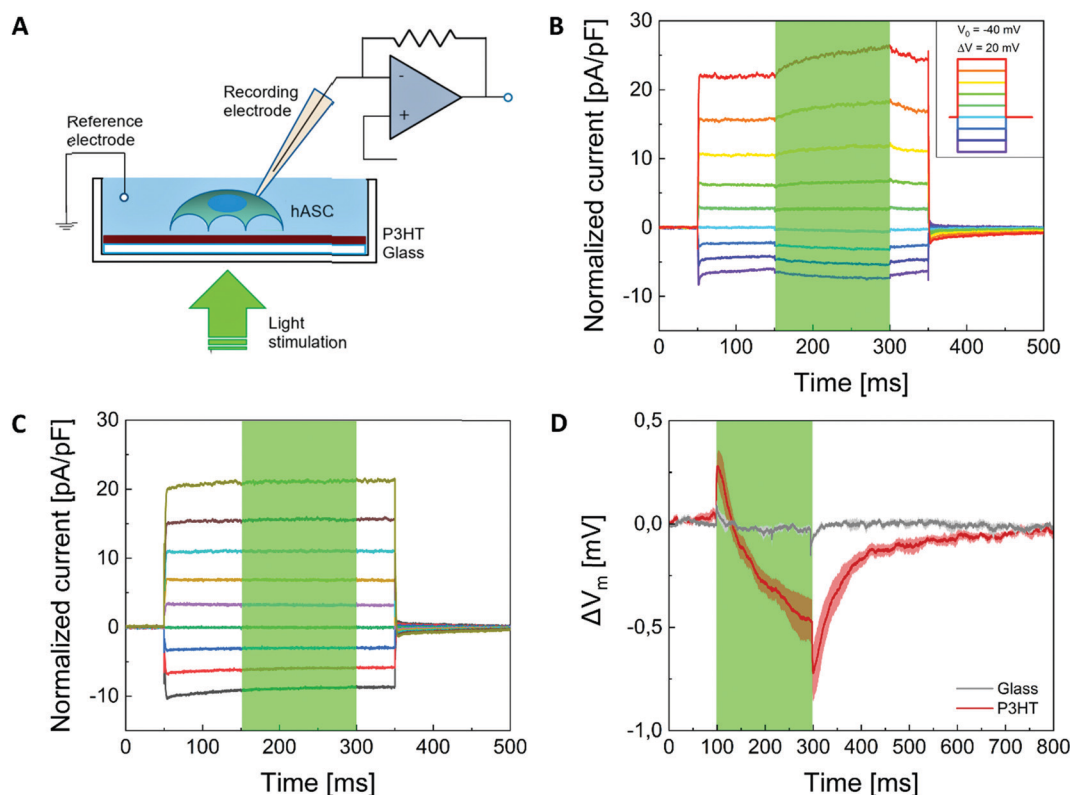 A
Recording
electrode
Reference
electrode
-
+
hASC
P3HT
Glass
Light
stimulation
B
Normalized current [pA/pF]
30
20
10
0
-10
V0 = -40 mV
ΔV = 20 mV
0 100 200 300 400 500
Time [ms]
C
Normalized current [pA/pF]
30
20
10
0
-10
0 100 200 300 400 500
Time [ms]
D
ΔVm [mV]
0,5
0,0
-0,5
-1,0
Glass
P3HT
0 100 200 300 400 500 600 700 800
Time [ms]